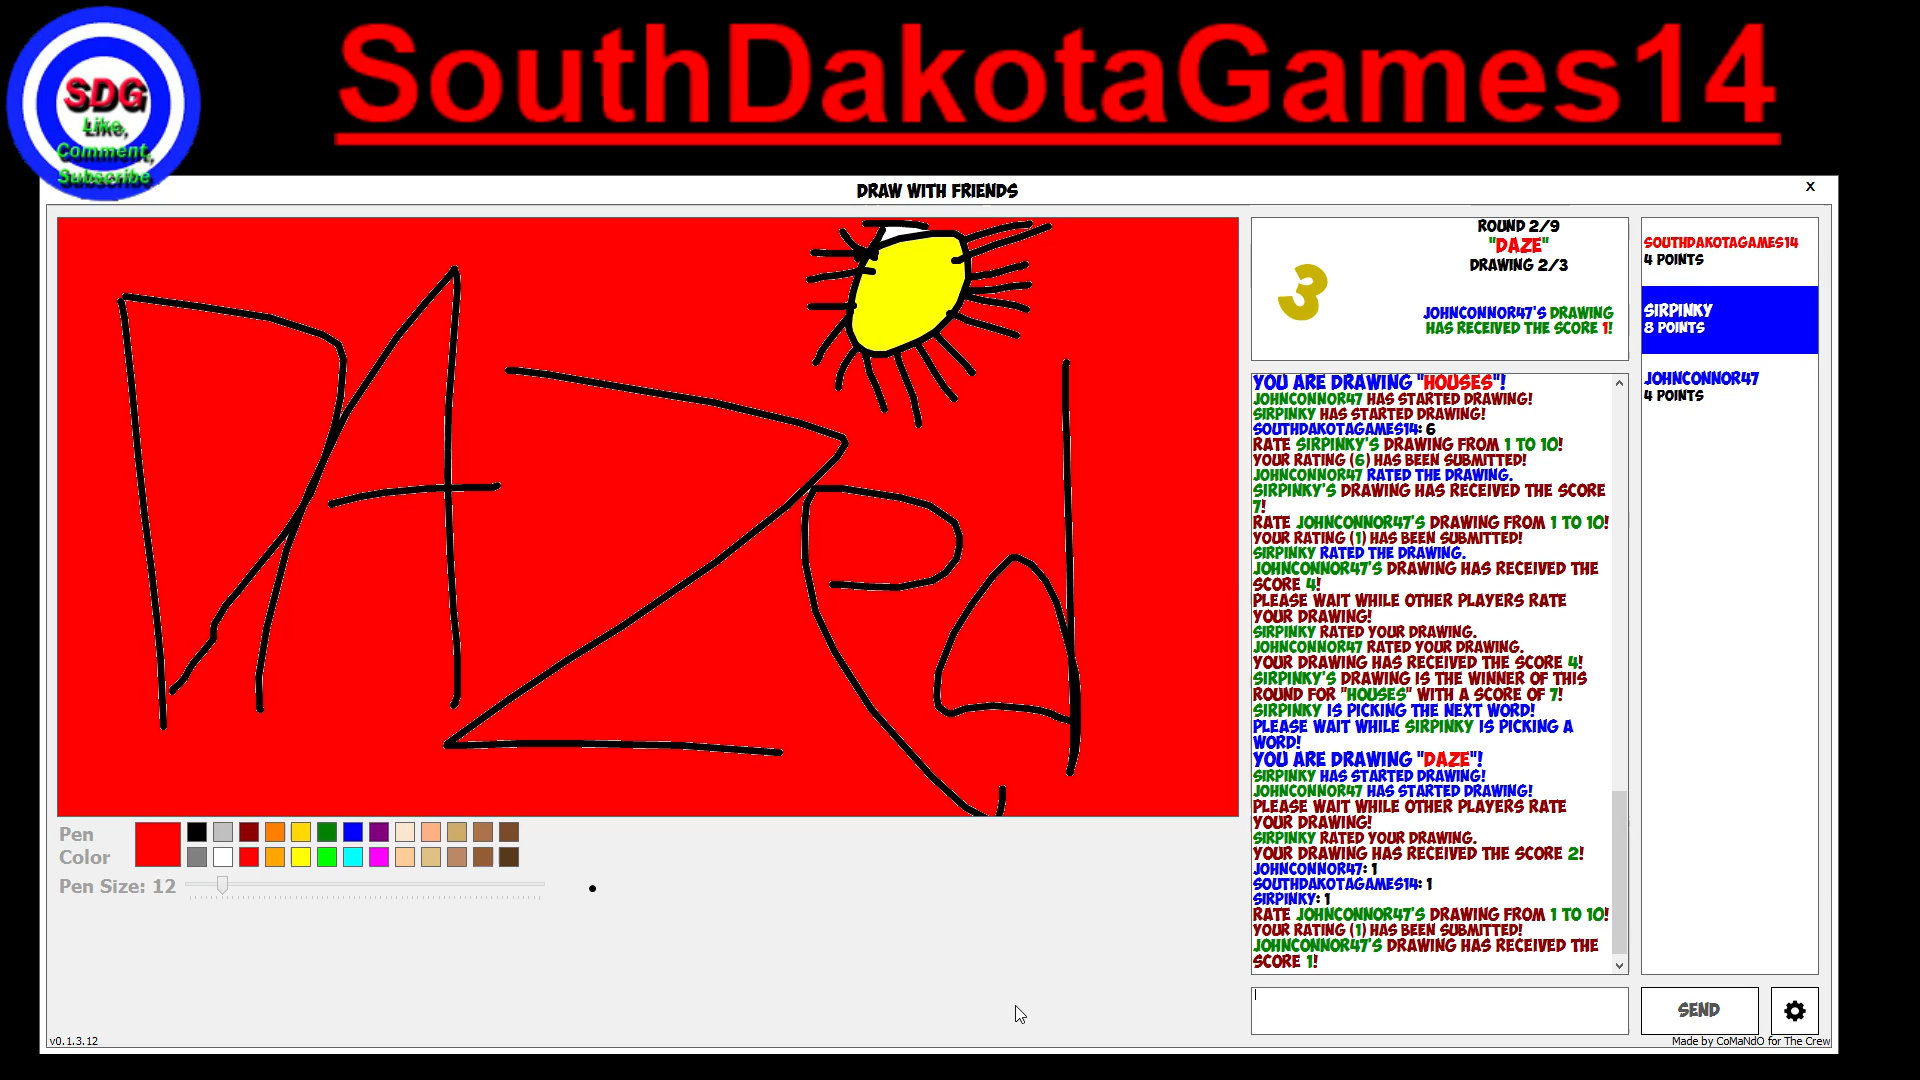 SouthDakotaGames14
SDG
Like,
Comment,
Subscribe
DRAW WITH FRIENDS
X
DAZed
ROUND 2/9
"DAZE"
DRAWING 2/3
3
JOHNCONNOR47'S DRAWING
HAS RECEIVED THE SCORE 1!
SOUTHDAKOTAGAMES14
4 POINTS
SIRPINKY
8 POINTS
JOHNCONNOR47
4 POINTS
YOU ARE DRAWING "HOUSES"!
JOHNCONNOR47 HAS STARTED DRAWING!
SIRPINKY HAS STARTED DRAWING!
SOUTHDAKOTAGAMES14: 6
RATE SIRPINKY'S DRAWING FROM 1 TO 10!
YOUR RATING (6) HAS BEEN SUBMITTED!
JOHNCONNOR47 RATED THE DRAWING.
SIRPINKY'S DRAWING HAS RECEIVED THE SCORE
7!
RATE JOHNCONNOR47'S DRAWING FROM 1 TO 10!
YOUR RATING (1) HAS BEEN SUBMITTED!
SIRPINKY RATED THE DRAWING.
JOHNCONNOR47'S DRAWING HAS RECEIVED THE
SCORE 4!
PLEASE WAIT WHILE OTHER PLAYERS RATE
YOUR DRAWING!
SIRPINKY RATED YOUR DRAWING.
JOHNCONNOR47 RATED YOUR DRAWING.
YOUR DRAWING HAS RECEIVED THE SCORE 4!
SIRPINKY'S DRAWING IS THE WINNER OF THIS
ROUND FOR "HOUSES" WITH A SCORE OF 7!
SIRPINKY IS PICKING THE NEXT WORD!
PLEASE WAIT WHILE SIRPINKY IS PICKING A
WORD!
YOU ARE DRAWING "DAZE"!
SIRPINKY HAS STARTED DRAWING!
JOHNCONNOR47 HAS STARTED DRAWING!
PLEASE WAIT WHILE OTHER PLAYERS RATE
YOUR DRAWING!
SIRPINKY RATED YOUR DRAWING.
YOUR DRAWING HAS RECEIVED THE SCORE 2!
JOHNCONNOR47: 1
SOUTHDAKOTAGAMES14: 1
SIRPINKY: 1
RATE JOHNCONNOR47'S DRAWING FROM 1 TO 10!
YOUR RATING (1) HAS BEEN SUBMITTED!
JOHNCONNOR47'S DRAWING HAS RECEIVED THE
SCORE 1!
Pen
Color
Pen Size: 12
SEND
v0.1.3.12
Made by CoMaNdO for The Crew